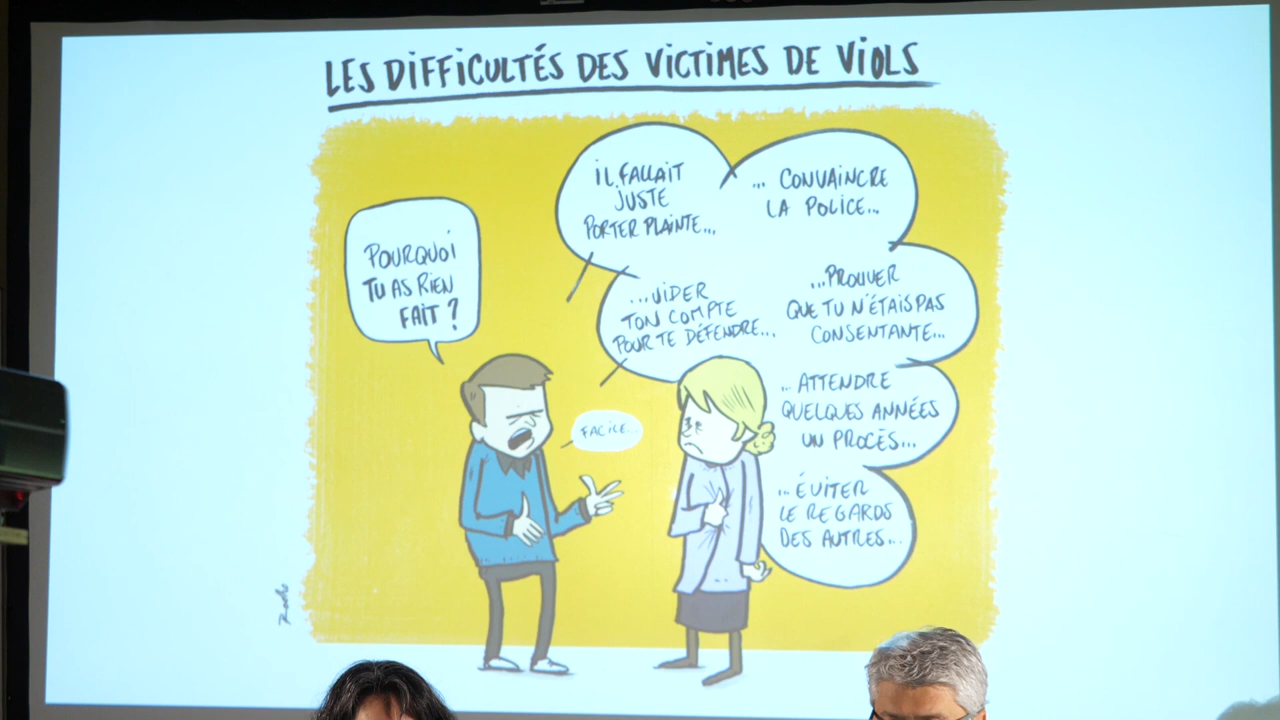 LES DIFFICULTÉS DES VICTIMES DE VIOLS
POURQUOI
TU AS RIEN
FAIT ?
IL FALLAIT
JUSTE
PORTER PLAINTE...
... CONVAINCRE
LA POLICE...
...VIDER
TON COMPTE
POUR TE DÉFENDRE...
...PROUVER
QUE TU N'ÉTAIS PAS
CONSENTANTE...
... ATTENDRE
QUELQUES ANNÉES
UN PROCÈS...
... ÉVITER
LE REGARDS
DES AUTRES...
FACILE...